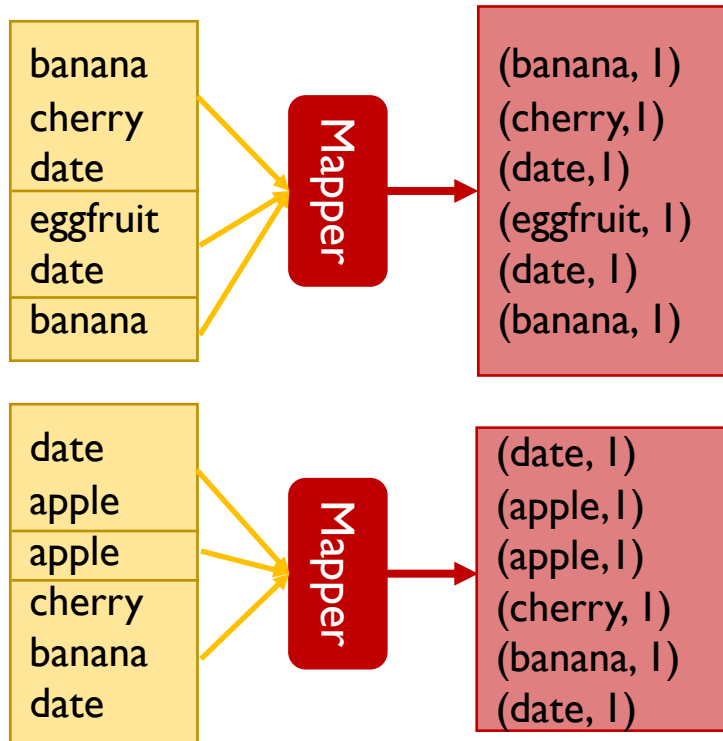 banana
cherry
date
eggfruit
date
banana
Mapper
(banana, 1)
(cherry,1)
(date,1)
(eggfruit, 1)
(date, 1)
(banana, 1)
date
apple
apple
cherry
banana
date
Mapper
(date, 1)
(apple,1)
(apple,1)
(cherry, 1)
(banana, 1)
(date, 1)